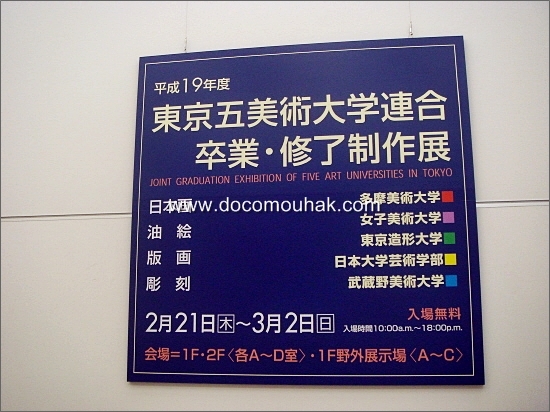 平成19年度
東京五美術大学連合
卒業・修了制作展
JOINT GRADUATION EXHIBITION OF FIVE ART UNIVERSITIES IN TOKYO
日本画
油絵
版画
彫刻
多摩美術大学
女子美術大学
東京造形大学
日本大学芸術学部
武蔵野美術大学
www.docomouhak.com
2月21日木～3月2日日
入場無料
入場時間10:00a.m.～18:00p.m.
会場=1F・2F〈各A～D室〉・1F野外展示場〈A～C〉